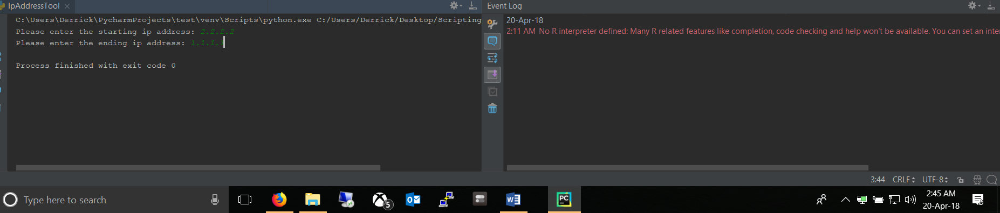 IpAddressTool
C:\Users\Derrick\PycharmProjects\test\venv\Scripts\python.exe C:/Users/Derrick/Desktop/Scripting
Please enter the starting ip address: 2.2.2.2
Please enter the ending ip address: 1.1.1.1
Process finished with exit code 0
Event Log
20-Apr-18
2:11 AM No R interpreter defined: Many R related features like completion, code checking and help won't be available. You can set an inte
3:44 CRLF UTF-8
Type here to search
5
PC
2:45 AM
20-Apr-18